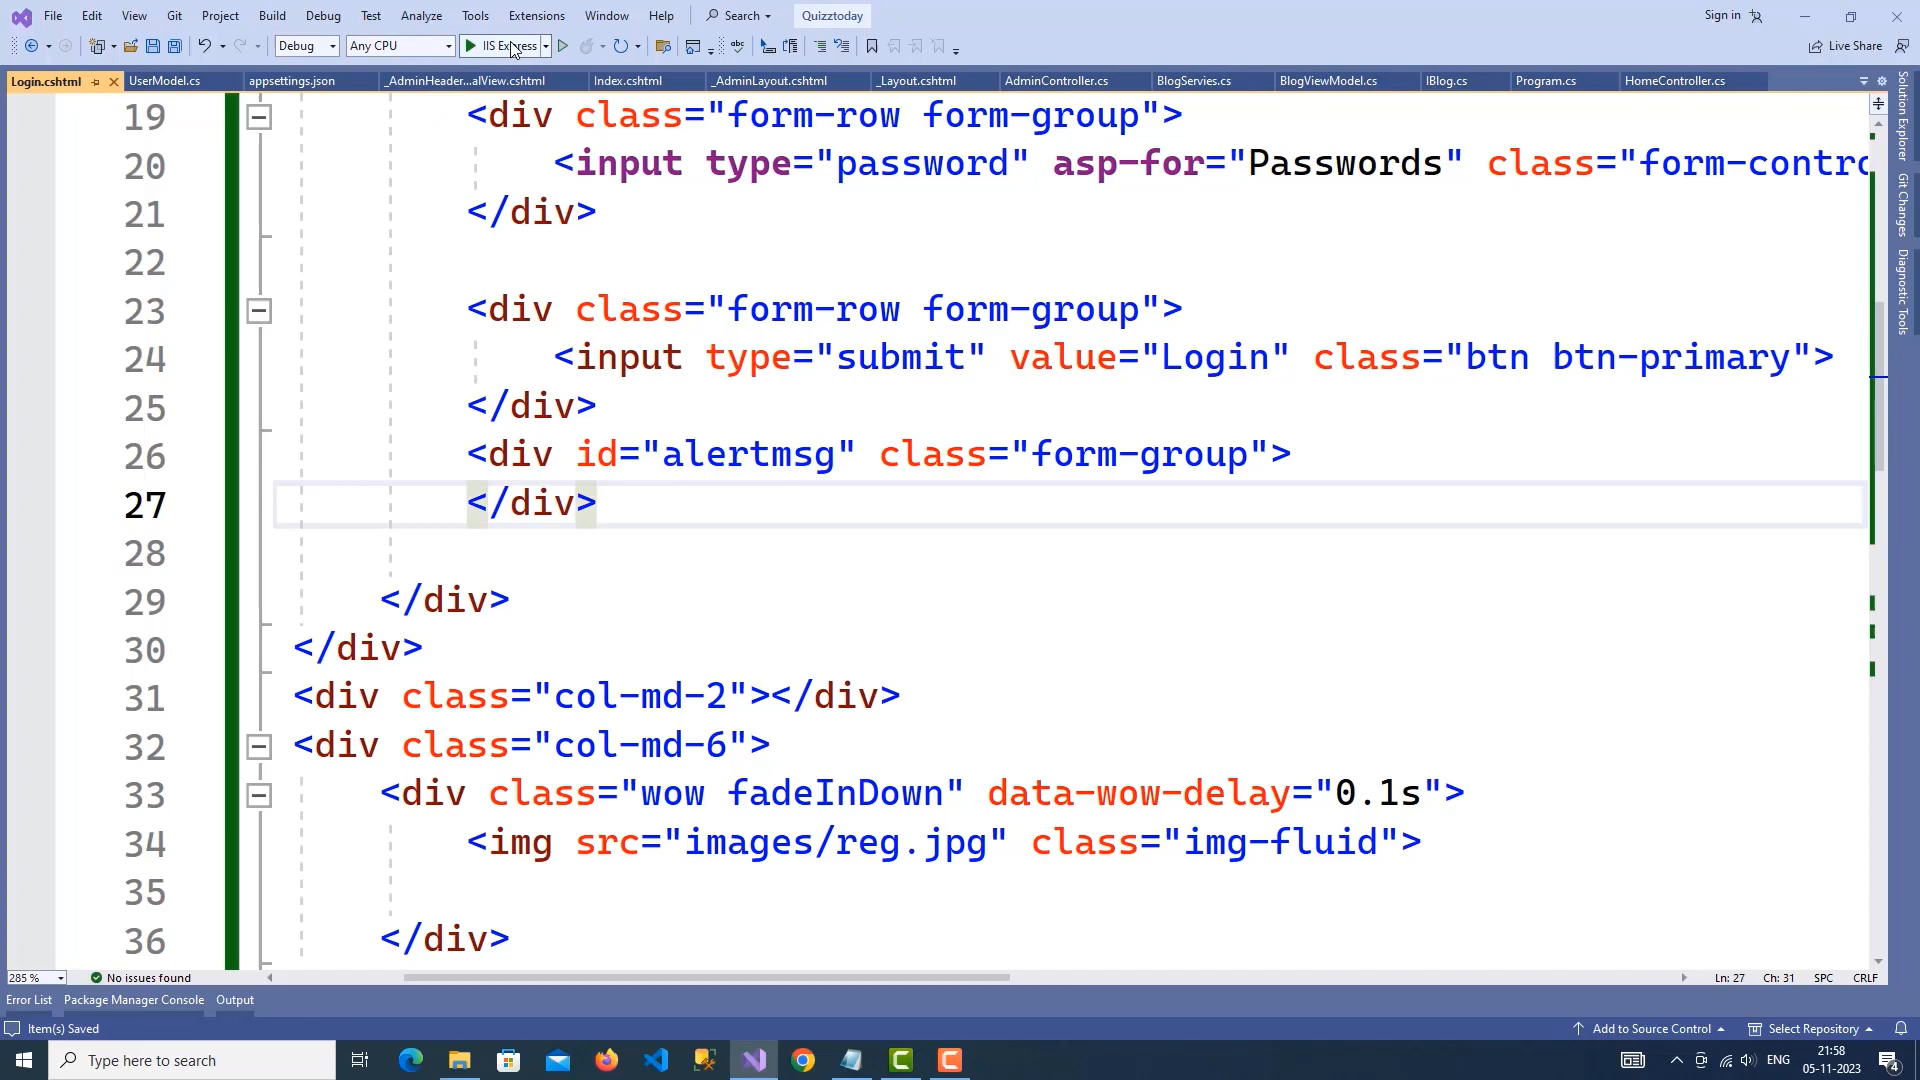 File Edit View Git Project Build Debug Test Analyze Tools Extensions Window Help Search Quizztoday Sign in
Debug Any CPU IIS Express Live Share
Login.cshtml UserModel.cs appsettings.json _AdminHeader...alView.cshtml Index.cshtml _AdminLayout.cshtml _Layout.cshtml AdminController.cs BlogServies.cs BlogViewModel.cs IBlog.cs Program.cs HomeController.cs
Solution Explorer
Git Changes
Diagnostic Tools
19 <div class="form-row form-group">
20 <input type="password" asp-for="Passwords" class="form-contro
21 </div>
22
23 <div class="form-row form-group">
24 <input type="submit" value="Login" class="btn btn-primary">
25 </div>
26 <div id="alertmsg" class="form-group">
27 </div>
28
29 </div>
30 </div>
31 <div class="col-md-2"></div>
32 <div class="col-md-6">
33 <div class="wow fadeInDown" data-wow-delay="0.1s">
34 <img src="images/reg.jpg" class="img-fluid">
35
36 </div>
285 % No issues found Ln: 27 Ch: 31 SPC CRLF
Error List Package Manager Console Output
Item(s) Saved Add to Source Control Select Repository
Type here to search ENG 21:58
05-11-2023 4